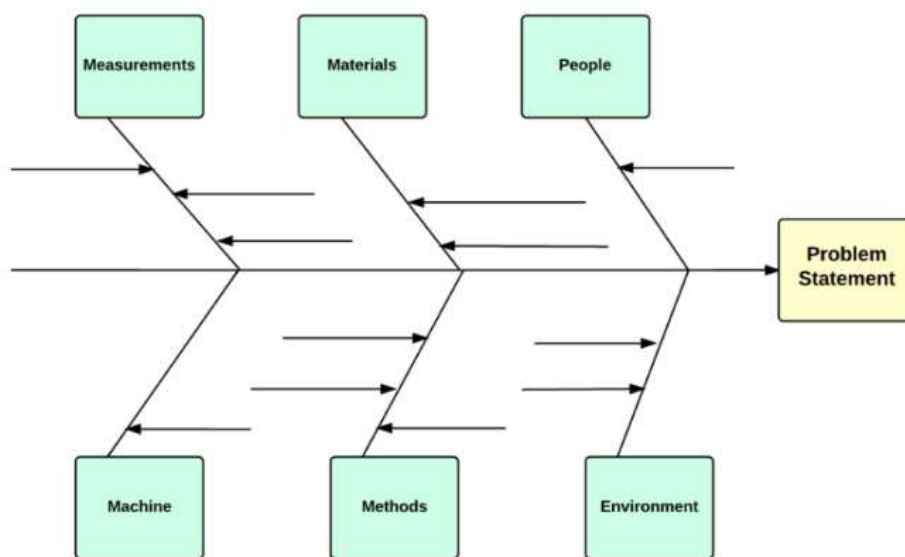 Measurements
Materials
People
Problem
Statement
Machine
Methods
Environment